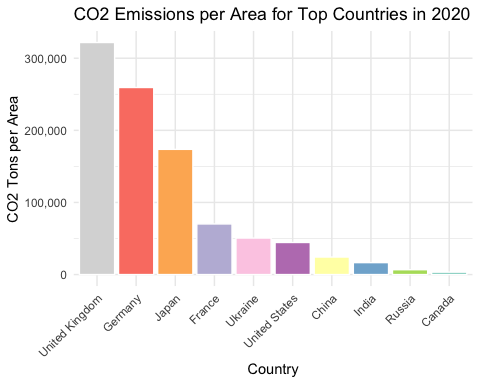 CO2 Emissions per Area for Top Countries in 2020
CO2 Tons per Area
300,000
200,000
100,000
0
United Kingdom
Germany
Japan
France
Ukraine
United States
China
India
Russia
Canada
Country